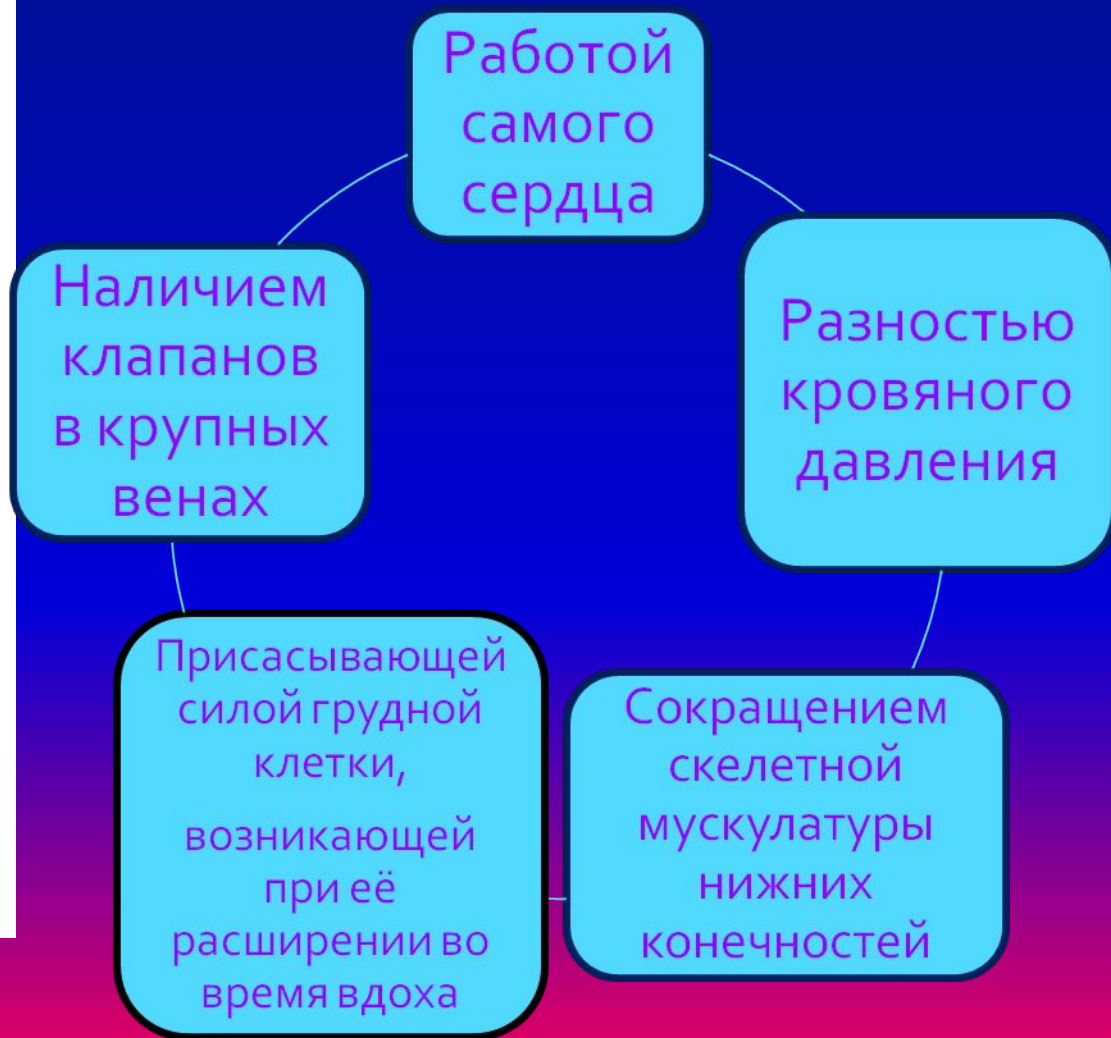 Работой
самого
сердца
Разностью
кровяного
давления
Сокращением
скелетной
мускулатуры
нижних
конечностей
Присасывающей
силой грудной
клетки,
возникающей
при её
расширении во
время вдоха
Наличием
клапанов
в крупных
венах